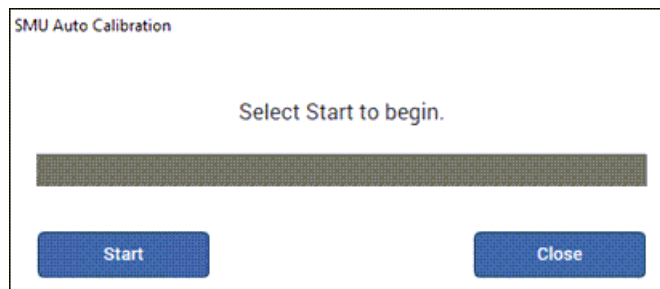 SMU Auto Calibration
Select Start to begin.
Start
Close